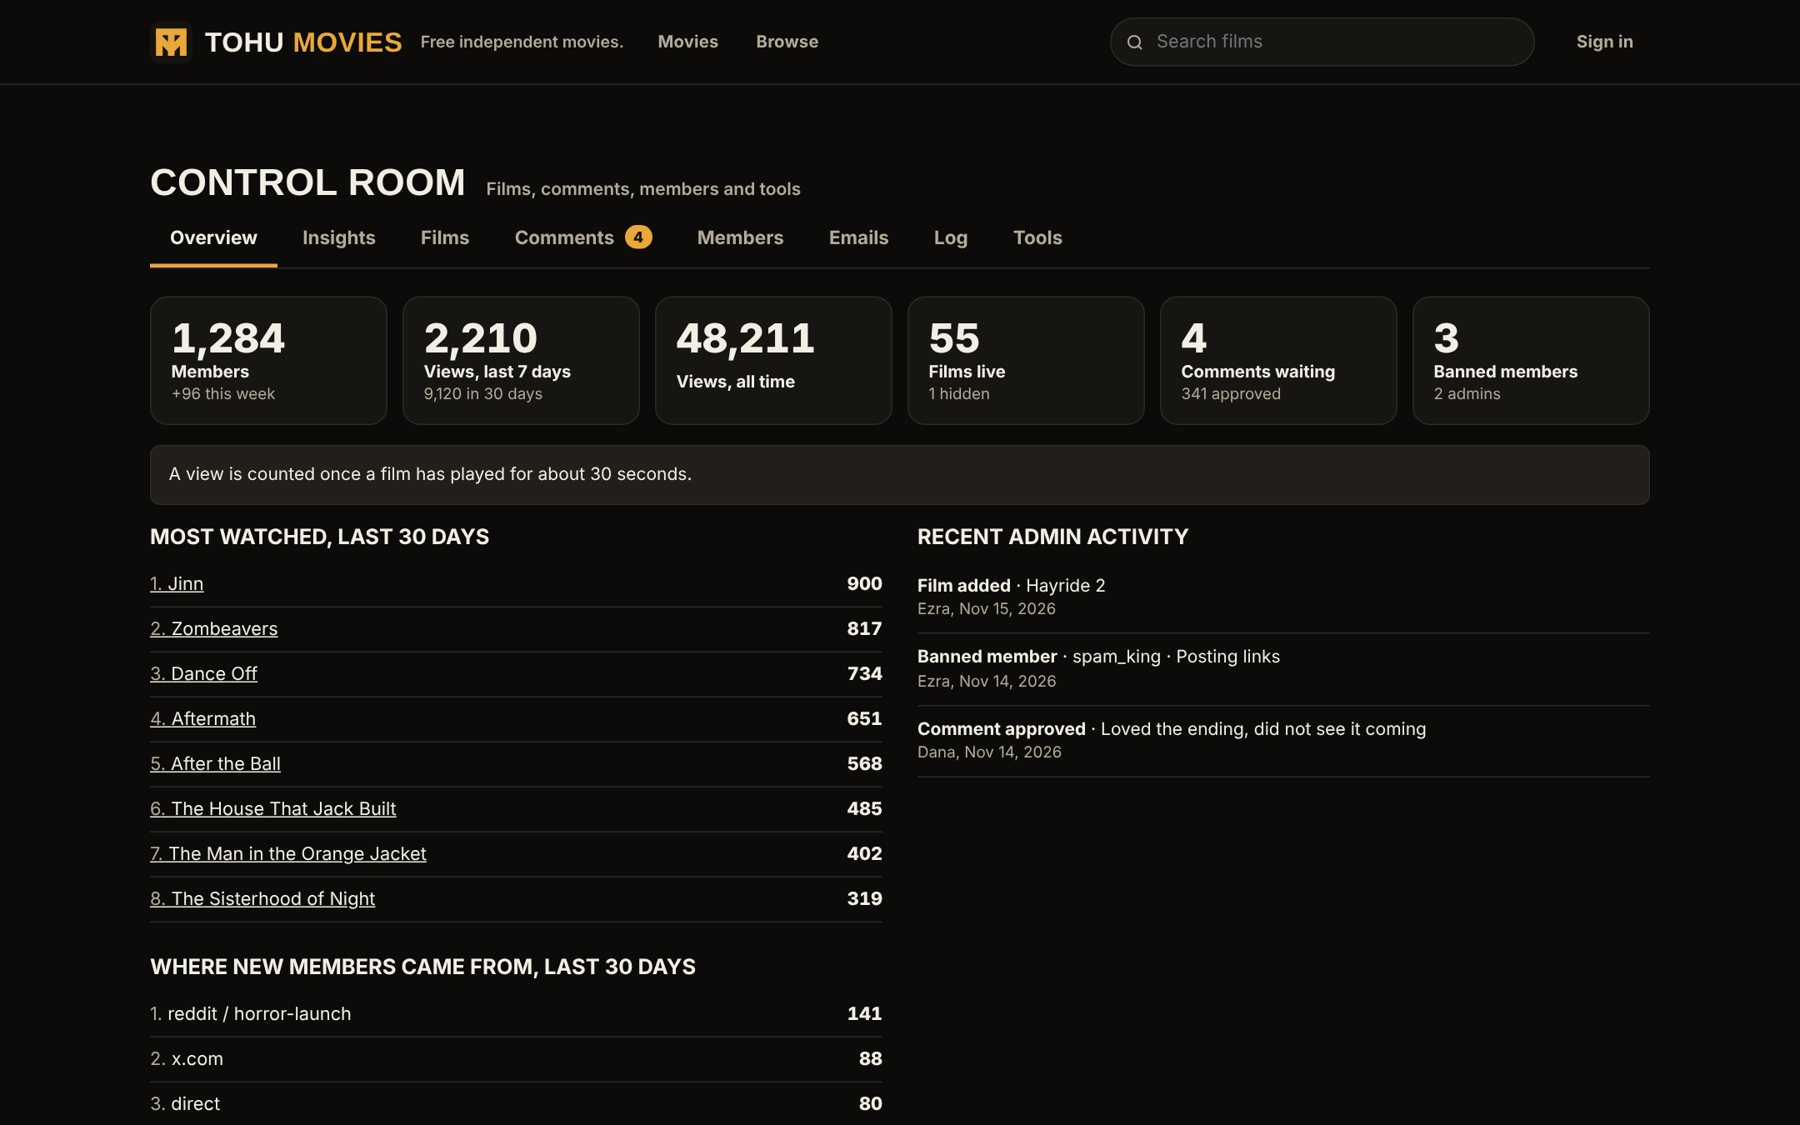 TOHU MOVIES Free independent movies. Movies Browse Search films Sign in
CONTROL ROOM Films, comments, members and tools
Overview Insights Films Comments 4 Members Emails Log Tools
1,284
Members
+96 this week
2,210
Views, last 7 days
9,120 in 30 days
48,211
Views, all time
55
Films live
1 hidden
4
Comments waiting
341 approved
3
Banned members
2 admins
A view is counted once a film has played for about 30 seconds.
MOST WATCHED, LAST 30 DAYS
1. Jinn 900
2. Zombeavers 817
3. Dance Off 734
4. Aftermath 651
5. After the Ball 568
6. The House That Jack Built 485
7. The Man in the Orange Jacket 402
8. The Sisterhood of Night 319
WHERE NEW MEMBERS CAME FROM, LAST 30 DAYS
1. reddit / horror-launch 141
2. x.com 88
3. direct 80
RECENT ADMIN ACTIVITY
Film added · Hayride 2
Ezra, Nov 15, 2026
Banned member · spam_king · Posting links
Ezra, Nov 14, 2026
Comment approved · Loved the ending, did not see it coming
Dana, Nov 14, 2026